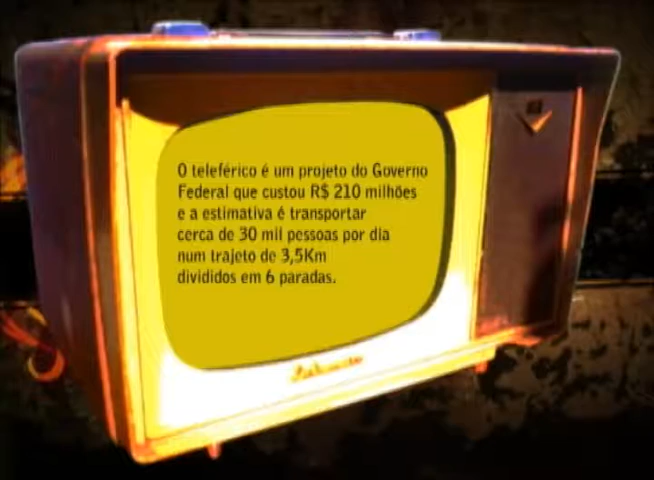 O teleférico é um projeto do Governo
Federal que custou R$ 210 milhões
e a estimativa é transportar
cerca de 30 mil pessoas por dia
num trajeto de 3,5Km
divididos em 6 paradas.